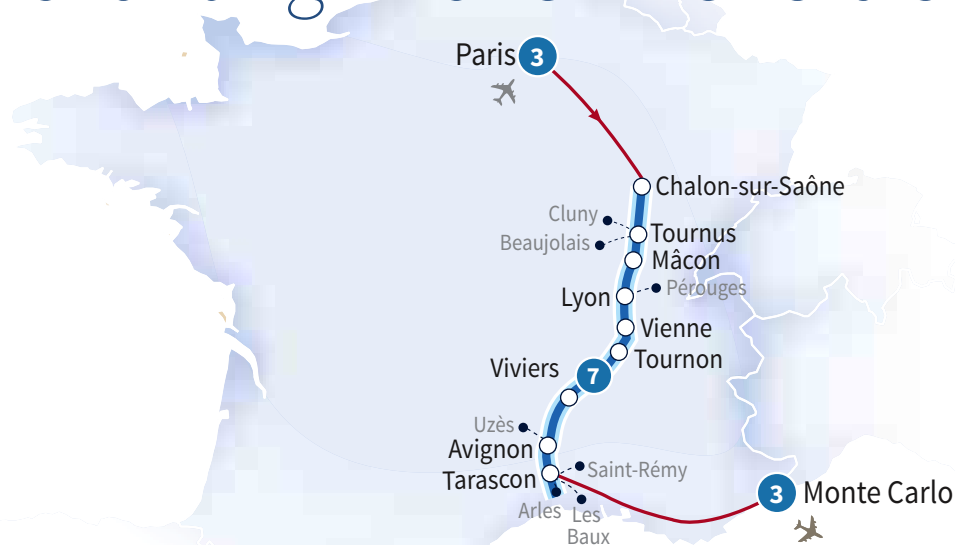 Paris 3
Chalon-sur-Saône
Cluny
Tournus
Beaujolais
Mâcon
Lyon
Pérouges
Vienne
Tournon
Viviers
7
Uzès
Avignon
Saint-Rémy
Tarascon
3 Monte Carlo
Arles
Les
Baux